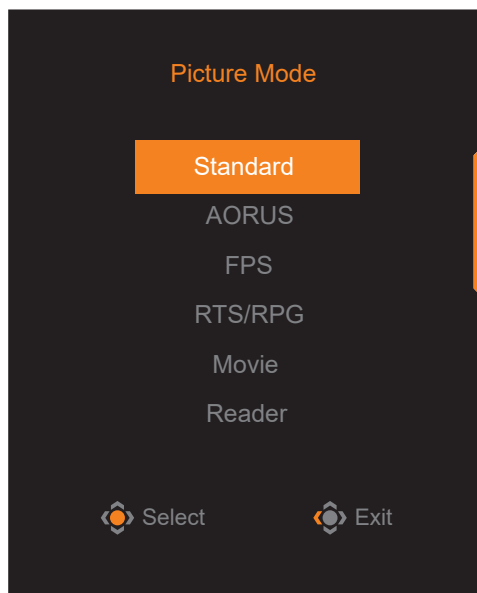 Picture Mode
Standard
AORUS
FPS
RTS/RPG
Movie
Reader
Select Exit